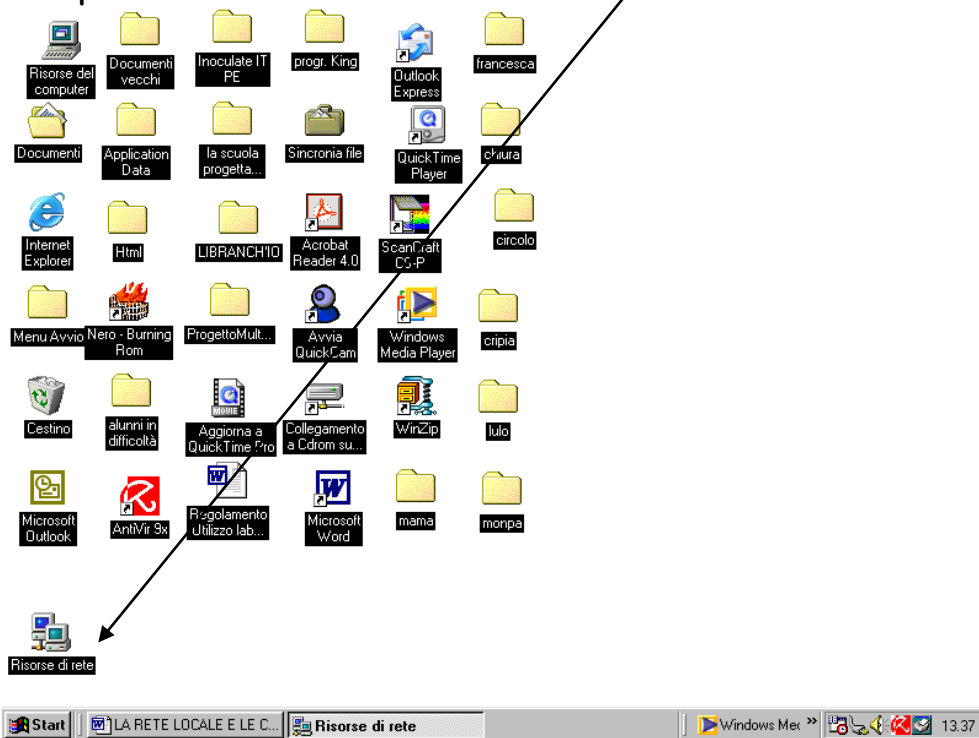 Risorse del
computer
Documenti
vecchi
Inoculate IT
PE
progr. King
Outlook
Express
francesca
Documenti
Application
Data
la scuola
progetta...
Sincronia file
QuickTime
Player
chiura
Internet
Explorer
Html
LIBRANCH'IO
Acrobat
Reader 4.0
ScanCraft
CS-P
circolo
Menu Avvio
Nero - Burning
Rom
ProgettoMult...
Avvia
QuickCam
Windows
Media Player
cripia
Cestino
alunni in
difficoltà
MOVIE
Aggiorna a
QuickTime Pro
Collegamento
a Cdrom su...
WinZip
lulo
Microsoft
Outlook
AntiVir 9x
Regolamento
Utilizzo lab...
Microsoft
Word
mama
monpa
Risorse di rete
Start
LA RETE LOCALE E LE C...
Risorse di rete
Windows Mec »
13.37